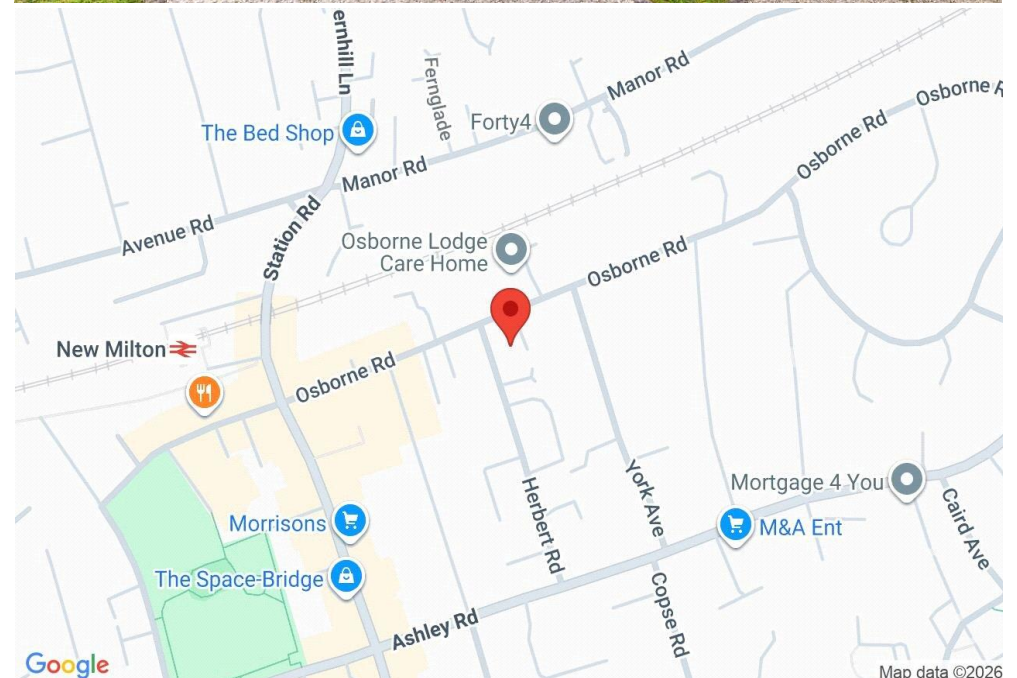 ernhill Ln
Fernglade
Manor Rd
Osborne R
The Bed Shop
Forty4
Osborne Rd
Manor Rd
Avenue Rd
Station Rd
Osborne Lodge
Care Home
Osborne Rd
New Milton
Osborne Rd
York Ave
Mortgage 4 You
Herbert Rd
Caird Ave
Morrisons
M&A Ent
The Space-Bridge
Copse Rd
Ashley Rd
Google
Map data ©2026